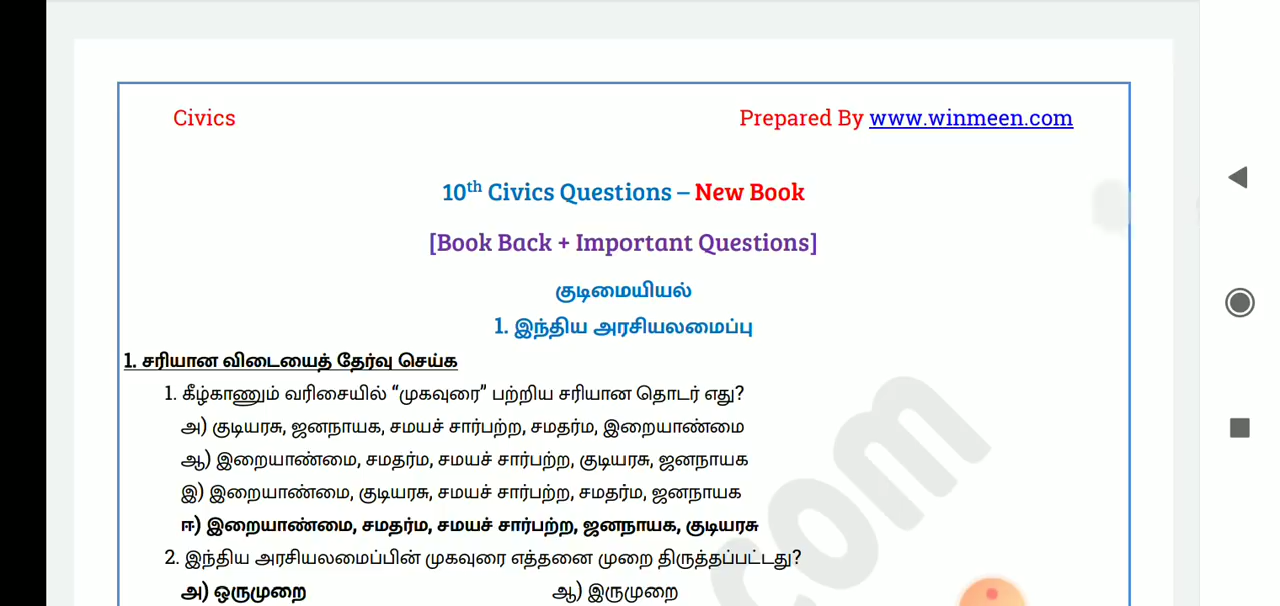 Civics Prepared By www.winmeen.com
10th Civics Questions – New Book
[Book Back + Important Questions]
குடிமையியல்
1. இந்திய அரசியலமைப்பு
1. சரியான விடையைத் தேர்வு செய்க
1. கீழ்காணும் வரிசையில் “முகவுரை” பற்றிய சரியான தொடர் எது?
அ) குடியரசு, ஜனநாயக, சமயச் சார்பற்ற, சமதர்ம, இறையாண்மை
ஆ) இறையாண்மை, சமதர்ம, சமயச் சார்பற்ற, குடியரசு, ஜனநாயக
இ) இறையாண்மை, குடியரசு, சமயச் சார்பற்ற, சமதர்ம, ஜனநாயக
ஈ) இறையாண்மை, சமதர்ம, சமயச் சார்பற்ற, ஜனநாயக, குடியரசு
2. இந்திய அரசியலமைப்பின் முகவுரை எத்தனை முறை திருத்தப்பட்டது?
அ) ஒருமுறை ஆ) இருமுறை
com